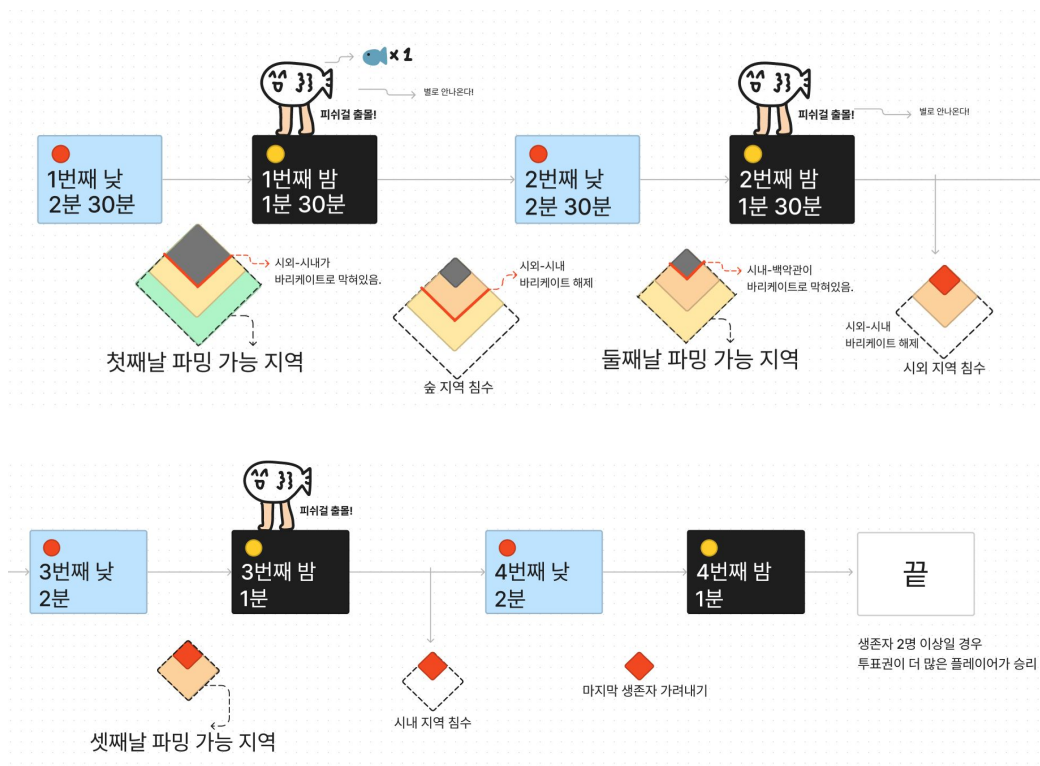 x 1
별로 안나온다!
피쉬걸 출몰!
1번째 낮
2분 30분
1번째 밤
1분 30분
별로 안나온다!
피쉬걸 출몰!
2번째 낮
2분 30분
2번째 밤
1분 30분
시외-시내가
바리케이트로 막혀있음.
첫째날 파밍 가능 지역
시외-시내
바리케이트 해제
숲 지역 침수
시내-백악관이
바리케이트로 막혀있음.
둘째날 파밍 가능 지역
시외-시내
바리케이트 해제
시외 지역 침수
피쉬걸 출몰!
3번째 낮
2분
3번째 밤
1분
4번째 낮
2분
4번째 밤
1분
끝
생존자 2명 이상일 경우
투표권이 더 많은 플레이어가 승리
셋째날 파밍 가능 지역
시내 지역 침수
마지막 생존자 가려내기